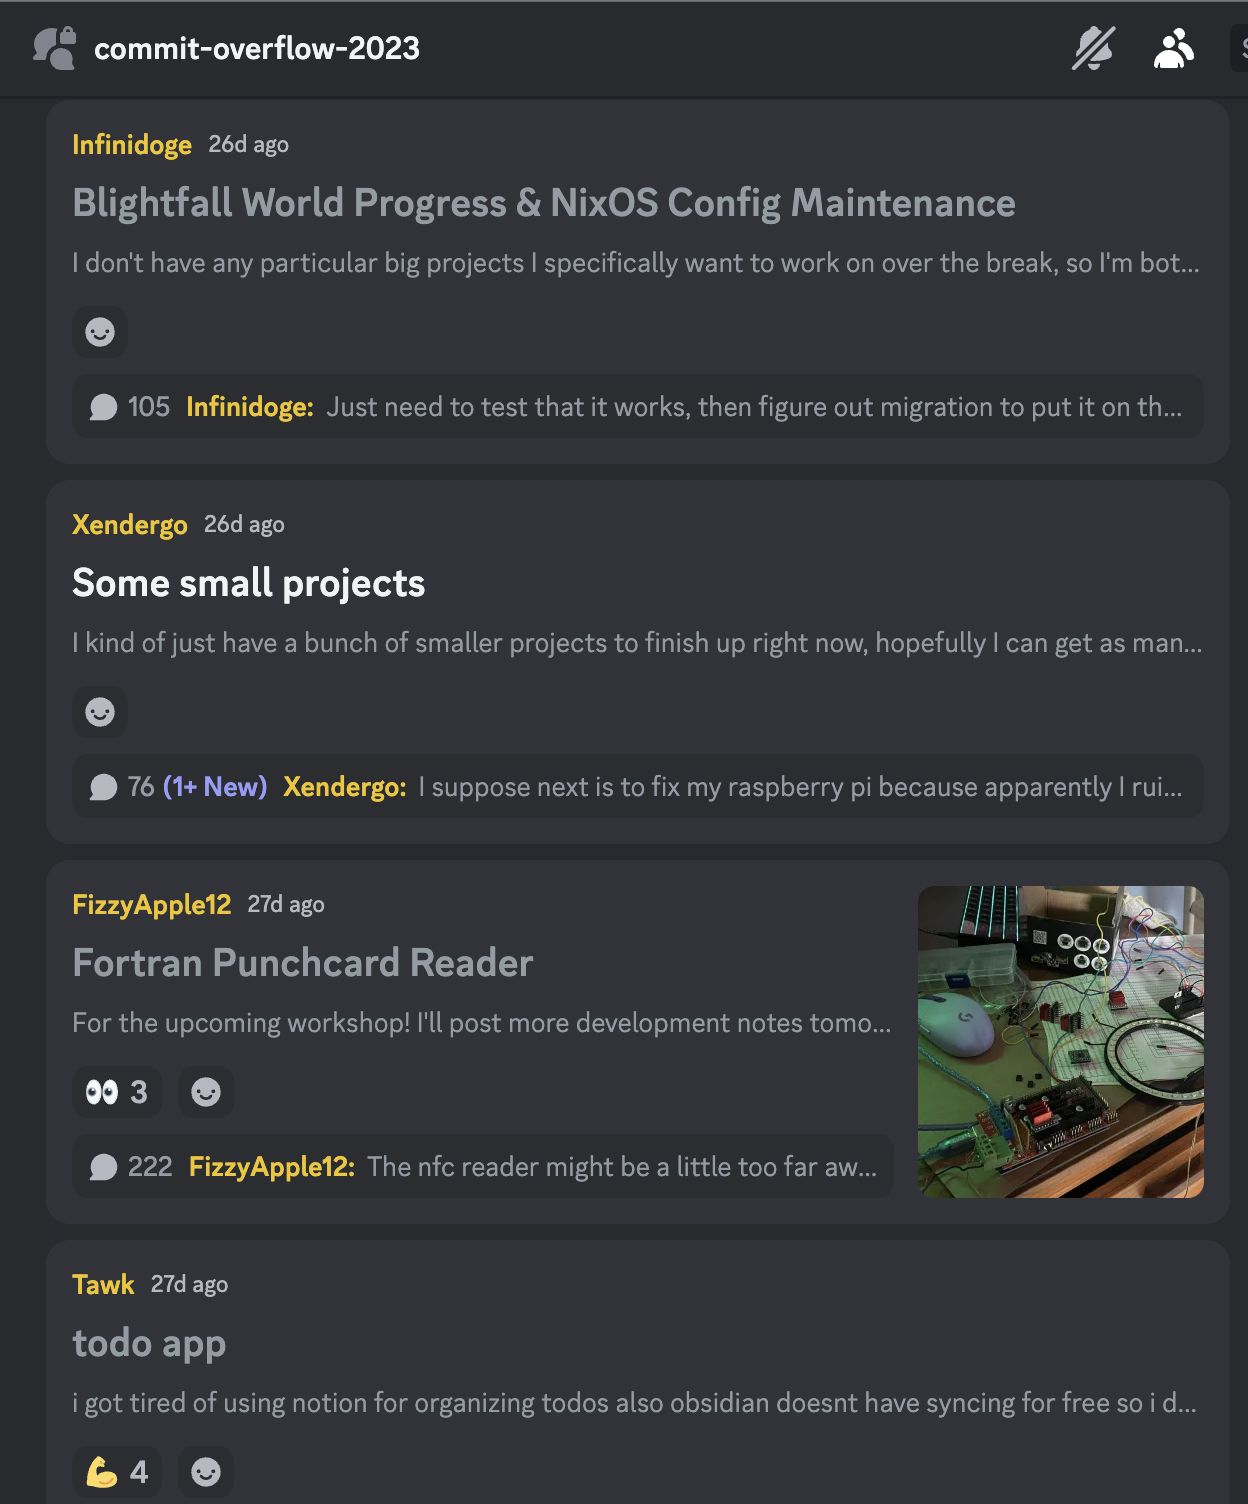 commit-overflow-2023
Infinidoge 26d ago
Blightfall World Progress & NixOS Config Maintenance
I don't have any particular big projects I specifically want to work on over the break, so I'm bot...
105 Infinidoge: Just need to test that it works, then figure out migration to put it on th...
Xendergo 26d ago
Some small projects
I kind of just have a bunch of smaller projects to finish up right now, hopefully I can get as man...
76 (1+ New) Xendergo: I suppose next is to fix my raspberry pi because apparently I rui...
FizzyApple12 27d ago
Fortran Punchcard Reader
For the upcoming workshop! I'll post more development notes tomo...
👀 3
222 FizzyApple12: The nfc reader might be a little too far aw...
Tawk 27d ago
todo app
i got tired of using notion for organizing todos also obsidian doesnt have syncing for free so i d...
💪 4